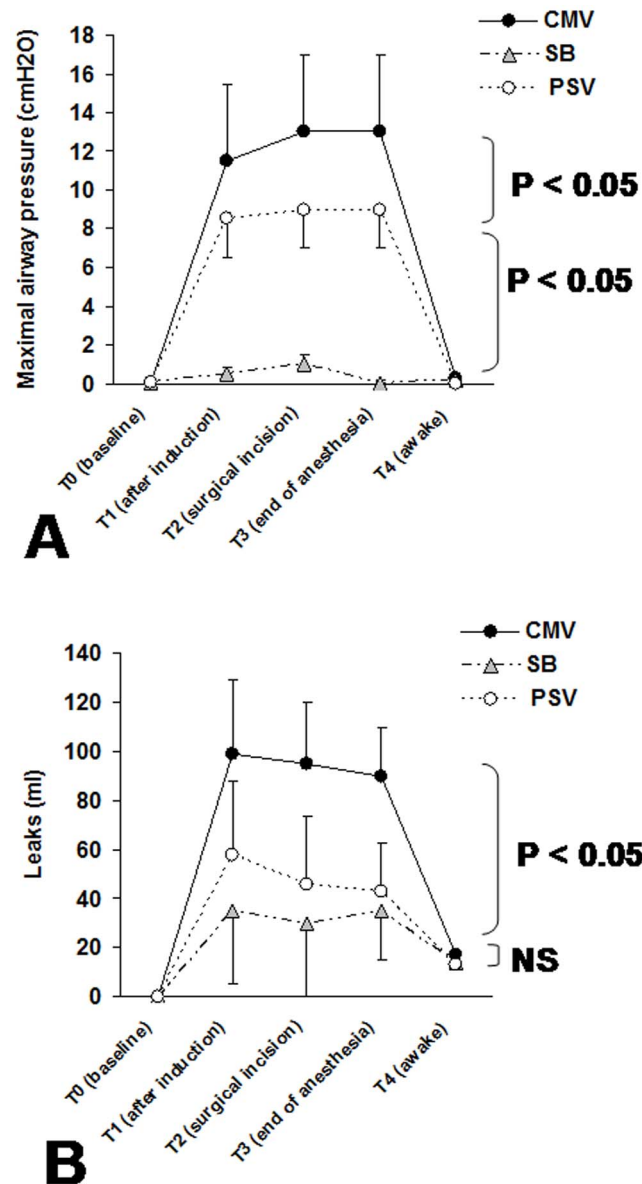 CMV
SB
PSV
Maximal airway pressure (cmH2O)
18
16
14
12
10
8
6
4
2
0
P < 0.05
P < 0.05
T0 (baseline)
T1 (after induction)
T2 (surgical incision)
T3 (end of anesthesia)
T4 (awake)
A
CMV
SB
PSV
Leaks (ml)
140
120
100
80
60
40
20
0
P < 0.05
NS
T0 (baseline)
T1 (after induction)
T2 (surgical incision)
T3 (end of anesthesia)
T4 (awake)
B